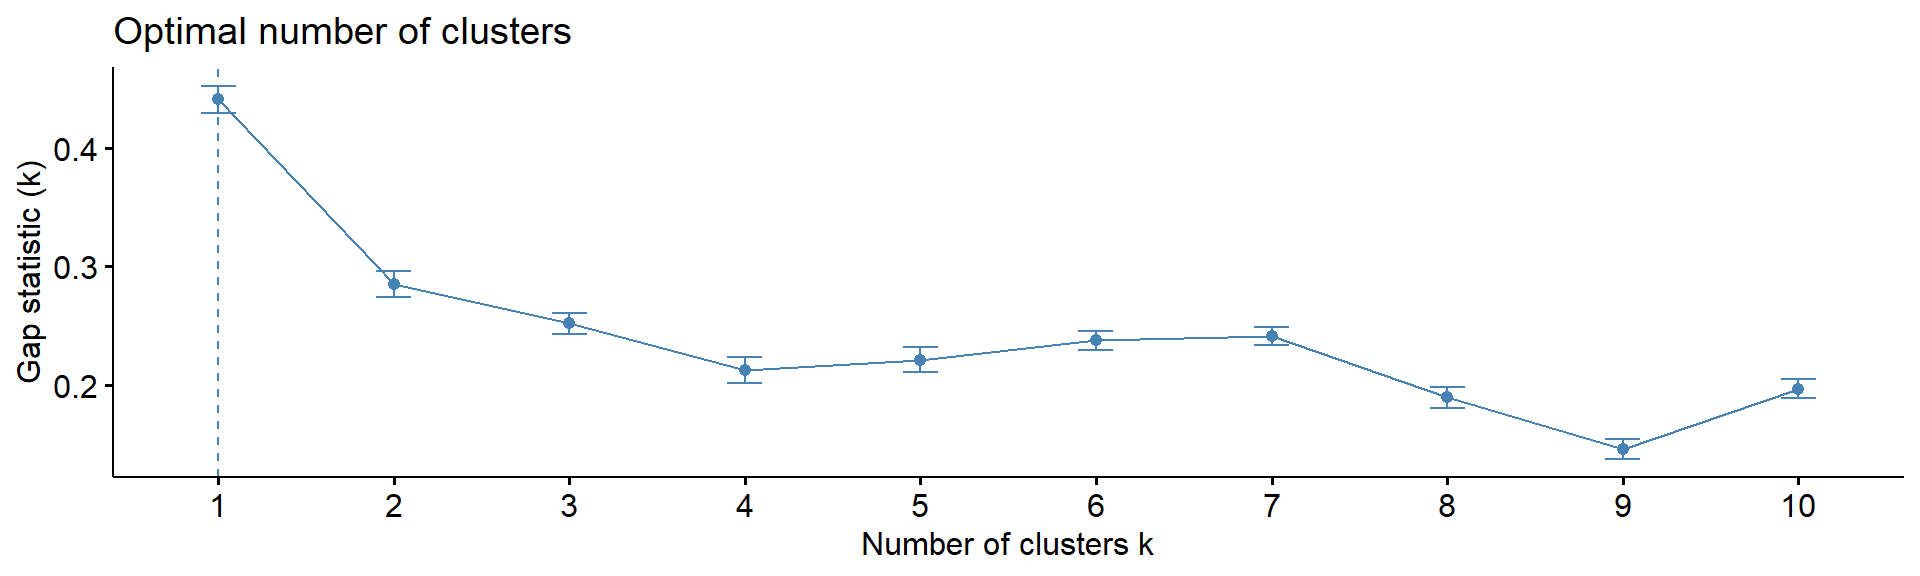 Optimal number of clusters
Gap statistic (k)
0.4
0.3
0.2
1 2 3 4 5 6 7 8 9 10
Number of clusters k